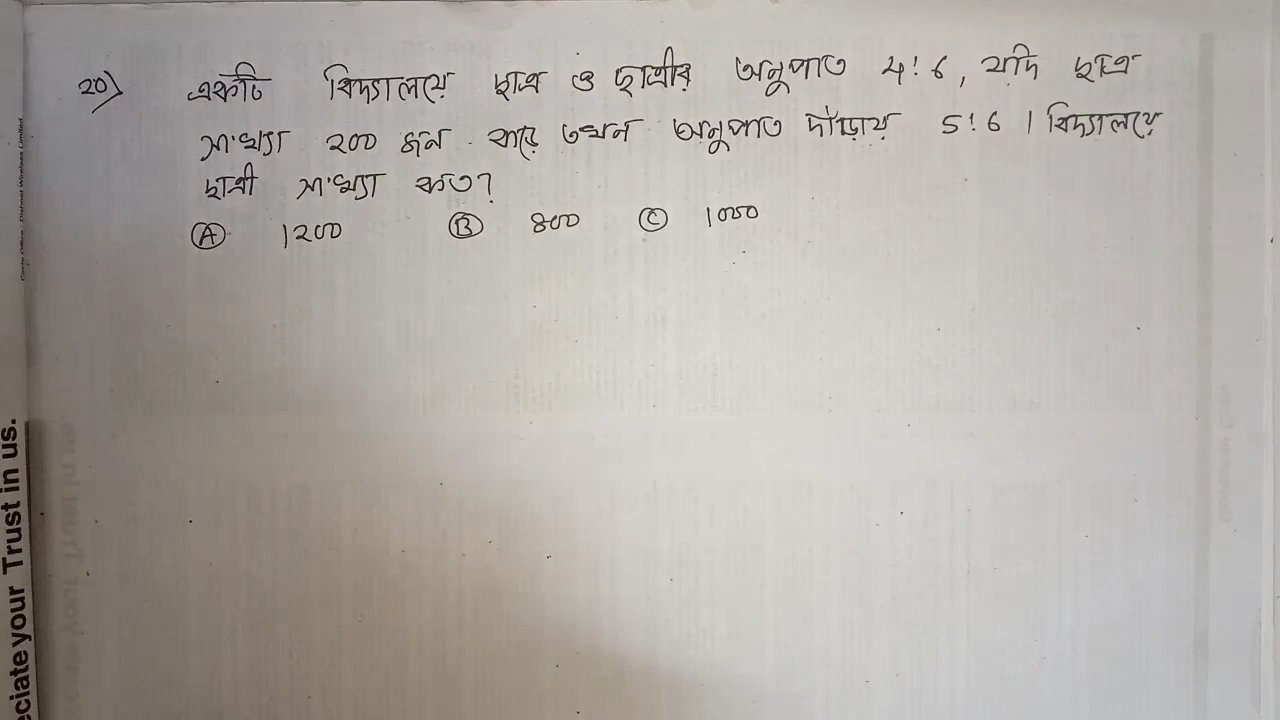 ২০) একটি বিদ্যালয়ে ছাত্র ও ছাত্রীর অনুপাত 4:6, যদি ছাত্র
সংখ্যা ২০০ জন বাড়ে তখন অনুপাত দাঁড়ায় 5:6। বিদ্যালয়ে
ছাত্রী সংখ্যা কত?
Ⓐ 1200 Ⓑ 800 Ⓒ 1000
eciate your Trust in us.